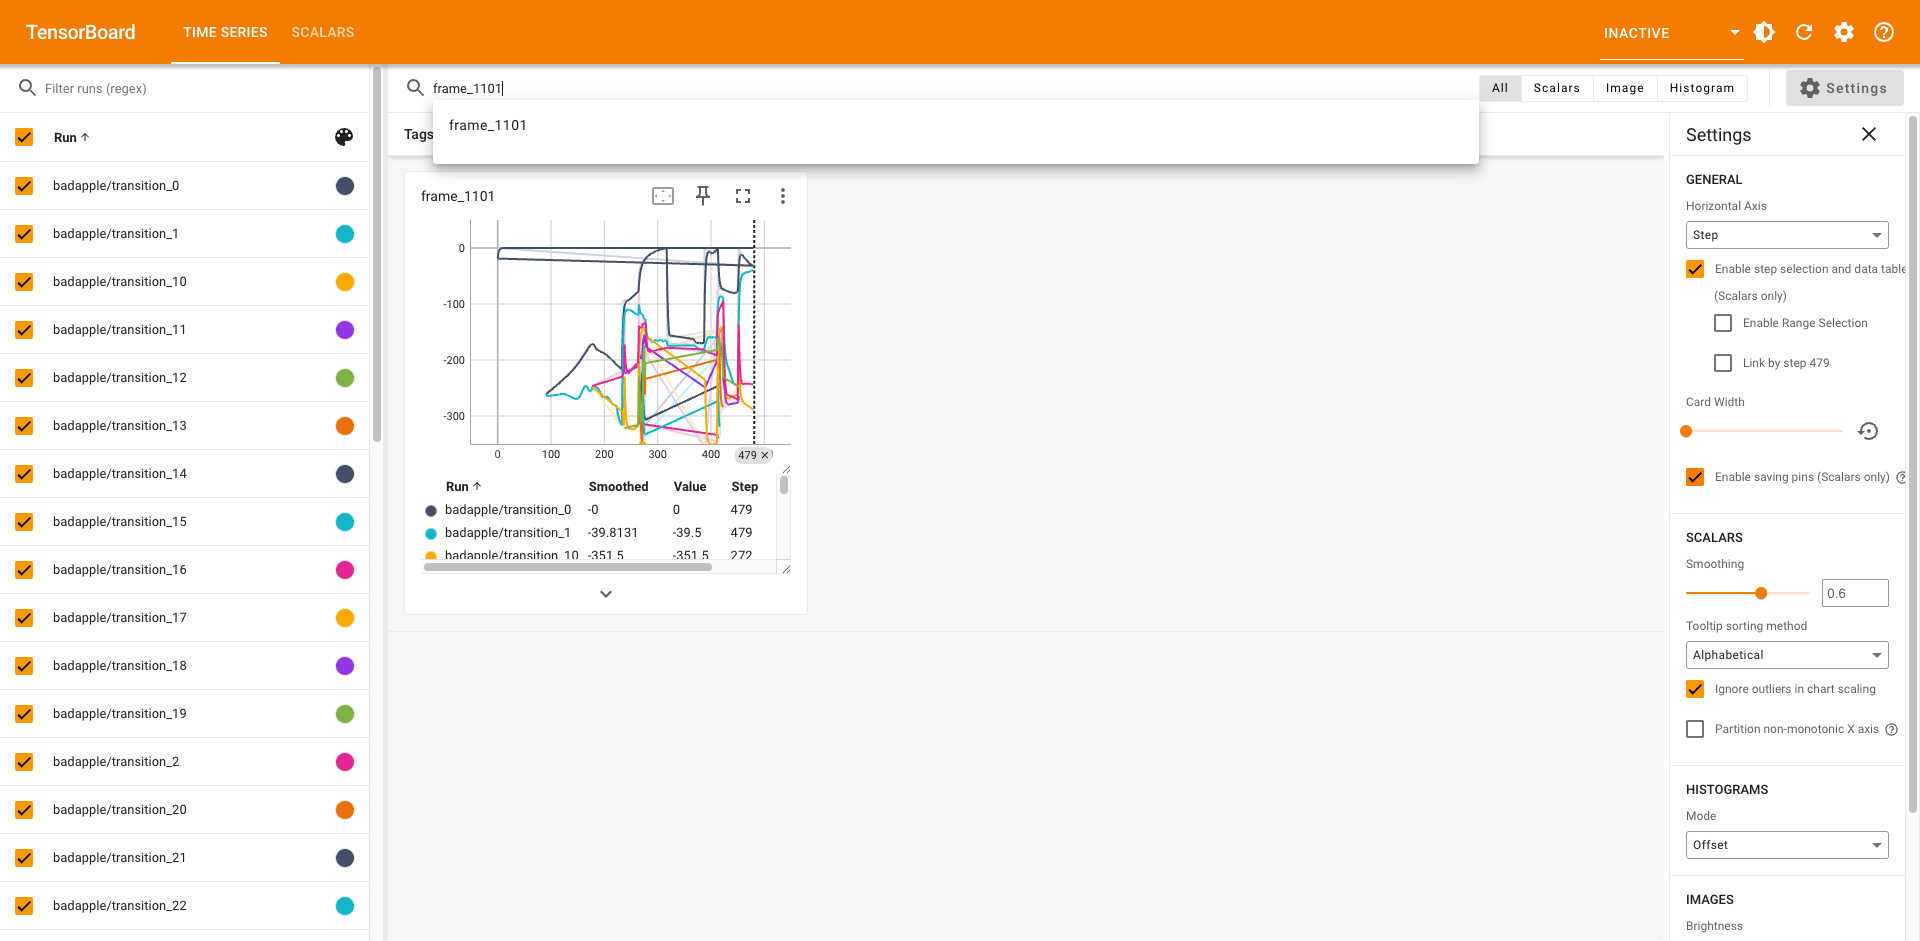 TensorBoard
TIME SERIES
SCALARS
INACTIVE
Filter runs (regex)
frame_1101
All
Scalars
Image
Histogram
Settings
frame_1101
Tags
Run ↑
badapple/transition_0
badapple/transition_1
badapple/transition_10
badapple/transition_11
badapple/transition_12
badapple/transition_13
badapple/transition_14
badapple/transition_15
badapple/transition_16
badapple/transition_17
badapple/transition_18
badapple/transition_19
badapple/transition_2
badapple/transition_20
badapple/transition_21
badapple/transition_22
frame_1101
0
-100
-200
-300
0 100 200 300 400 479 ×
Run ↑ Smoothed Value Step
badapple/transition_0 -0 0 479
badapple/transition_1 -39.8131 -39.5 479
badapple/transition_10 -351.5 -351.5 272
Settings
GENERAL
Horizontal Axis
Step
Enable step selection and data table
(Scalars only)
Enable Range Selection
Link by step 479
Card Width
Enable saving pins (Scalars only)
SCALARS
Smoothing
0.6
Tooltip sorting method
Alphabetical
Ignore outliers in chart scaling
Partition non-monotonic X axis
HISTOGRAMS
Mode
Offset
IMAGES
Brightness